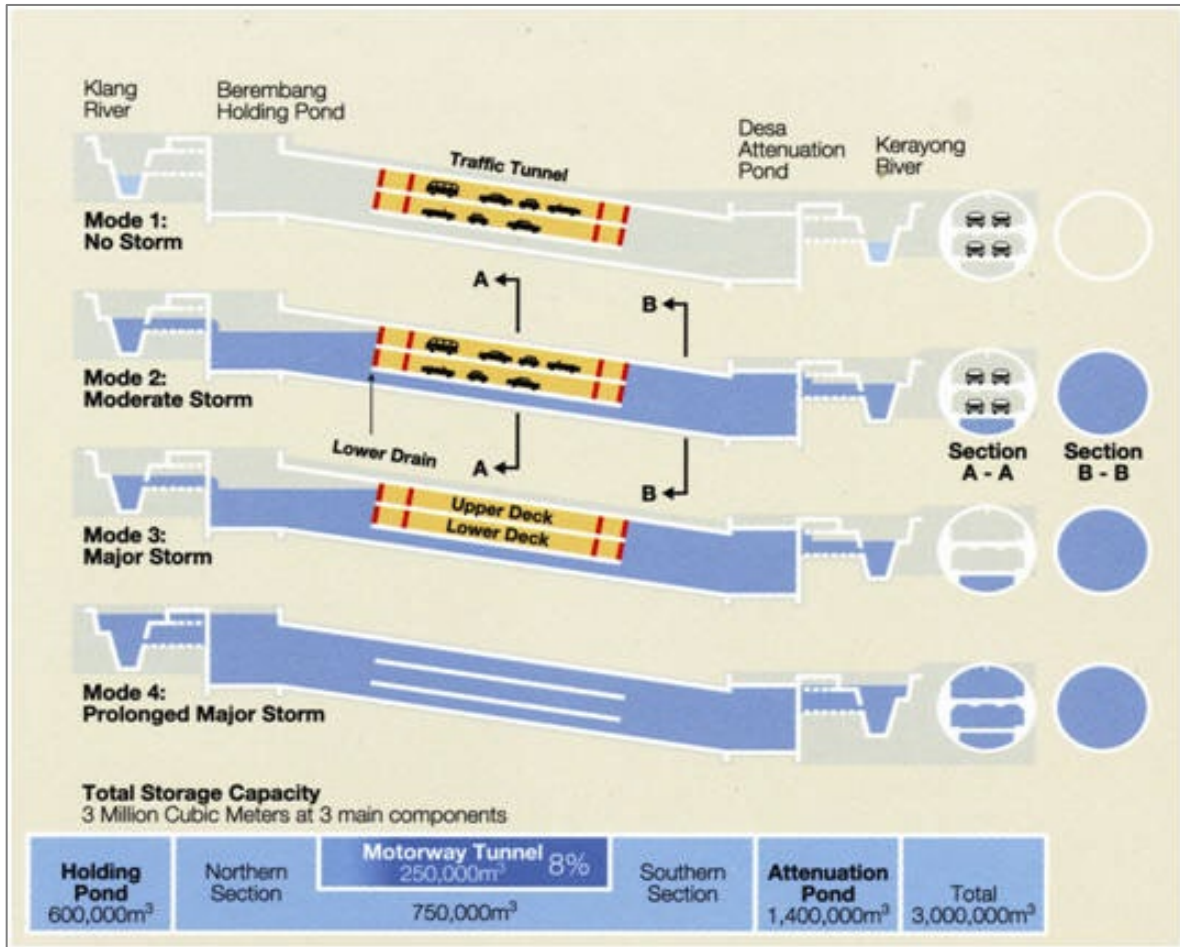 Klang
River
Berembang
Holding Pond
Desa
Attenuation
Pond
Kerayong
River
Traffic Tunnel
Mode 1:
No Storm
A
B
Mode 2:
Moderate Storm
Lower Drain
A
B
Section
A - A
Section
B - B
Mode 3:
Major Storm
Upper Deck
Lower Deck
Mode 4:
Prolonged Major Storm
Total Storage Capacity
3 Million Cubic Meters at 3 main components
Holding
Pond
600,000m³
Northern
Section
Motorway Tunnel
250,000m³
8%
750,000m³
Southern
Section
Attenuation
Pond
1,400,000m³
Total
3,000,000m³